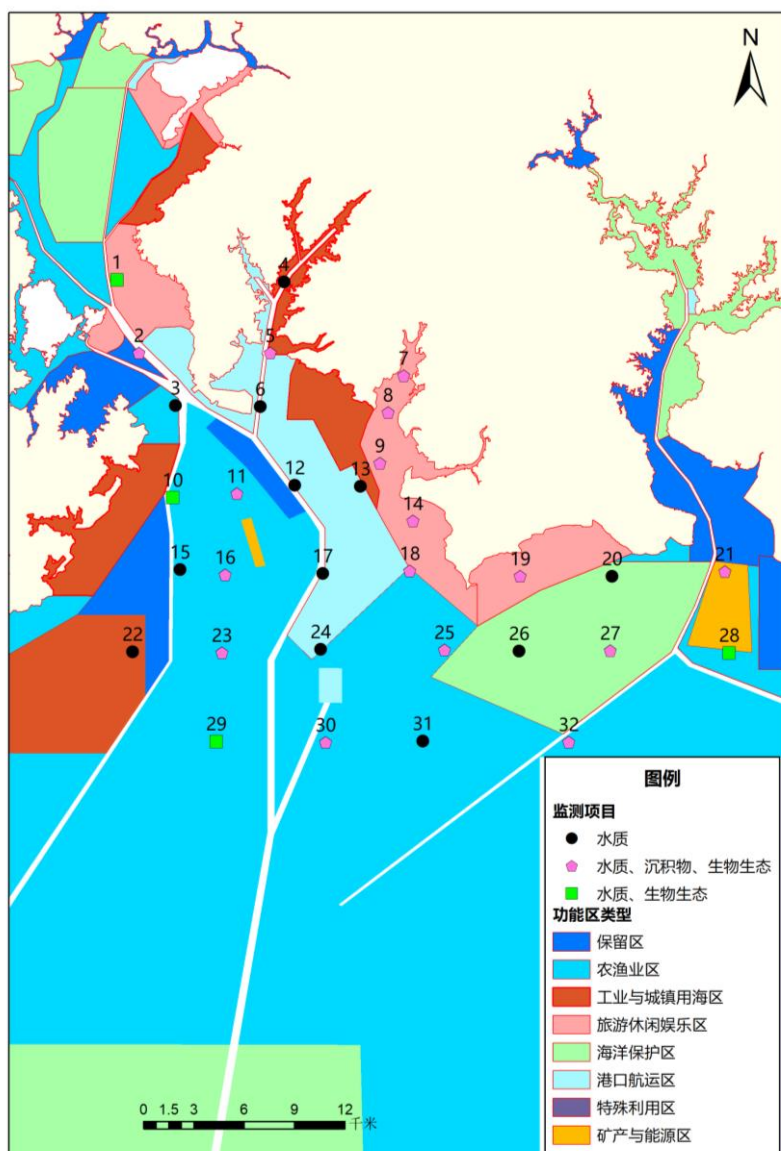 N
1
4
2
5
7
3
6
8
9
10
11
12
13
14
15
16
17
18
19
20
21
22
23
24
25
26
27
28
29
30
31
32
图例
监测项目
水质
水质、沉积物、生物生态
水质、生物生态
功能区类型
保留区
农渔业区
工业与城镇用海区
旅游休闲娱乐区
海洋保护区
港口航运区
特殊利用区
矿产与能源区
0 1.5 3 6 9 12
千米